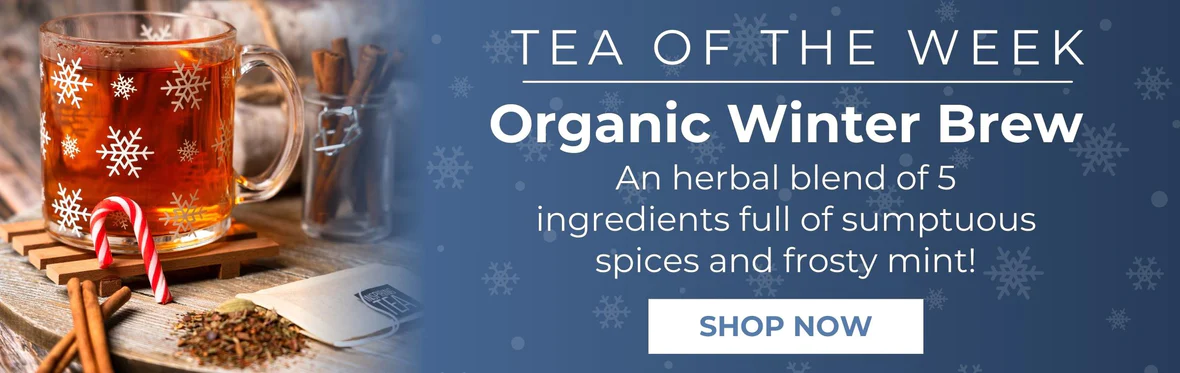 TEA OF THE WEEK
Organic Winter Brew
An herbal blend of 5
ingredients full of sumptuous
spices and frosty mint!
SHOP NOW
TEA